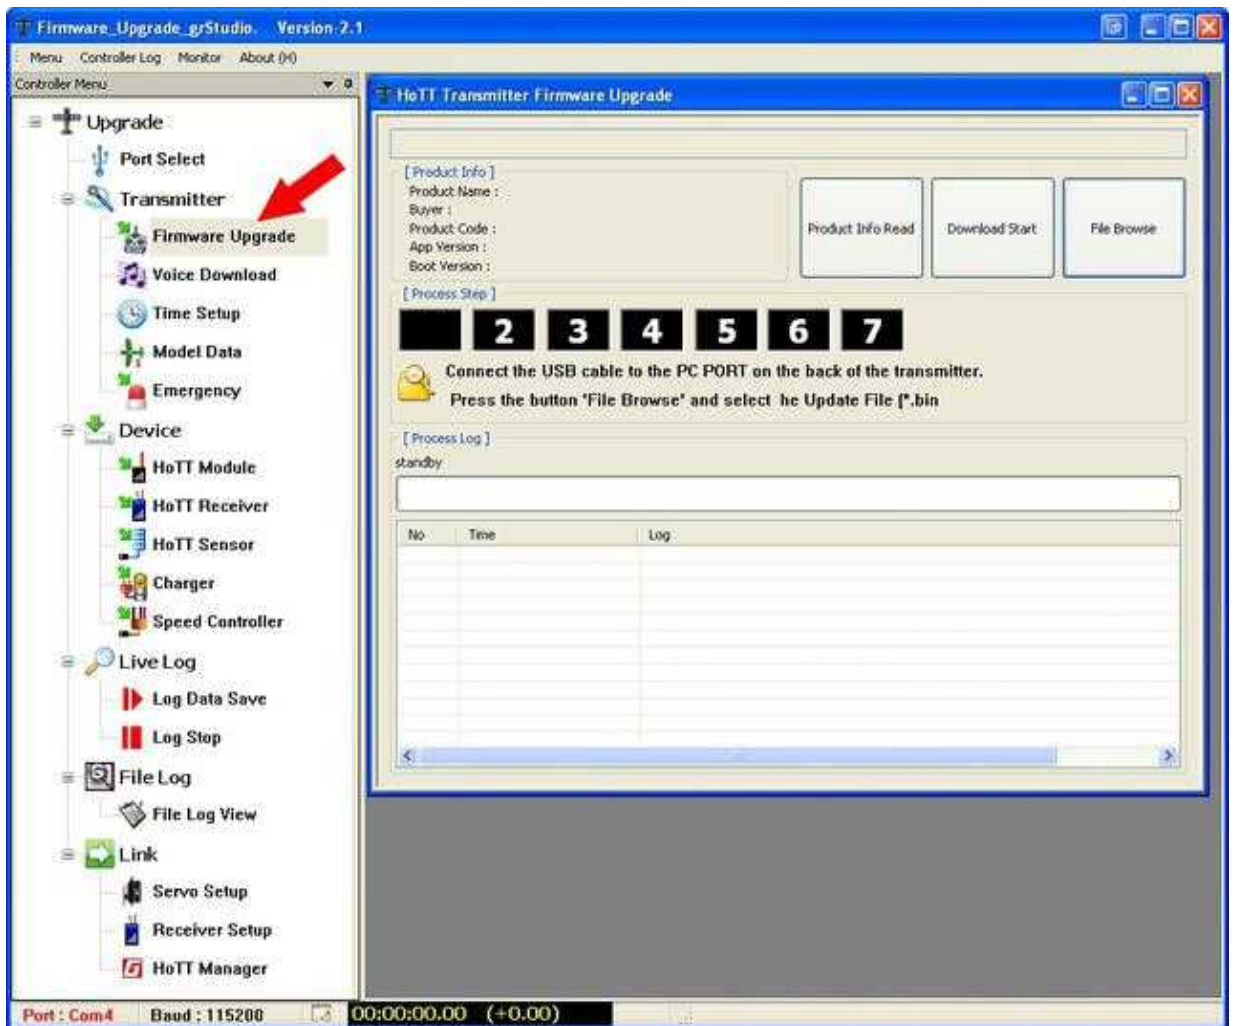 Firmware_Upgrade_grStudio. Version-2.1
Menu Controller Log Monitor About (H)
Controller Menu
Upgrade
Port Select
Transmitter
Firmware Upgrade
Voice Download
Time Setup
Model Data
Emergency
Device
HoTT Module
HoTT Receiver
HoTT Sensor
Charger
Speed Controller
Live Log
Log Data Save
Log Stop
File Log
File Log View
Link
Servo Setup
Receiver Setup
HoTT Manager
HoTT Transmitter Firmware Upgrade
[ Product Info ]
Product Name :
Buyer :
Product Code :
App Version :
Boot Version :
Product Info Read Download Start File Browse
[ Process Step ]
2 3 4 5 6 7
Connect the USB cable to the PC PORT on the back of the transmitter.
Press the button 'File Browse' and select he Update File (*.bin
[ Process Log ]
standby
No Time Log
Port : Com4 Baud : 115200 00:00:00.00 (+0.00)